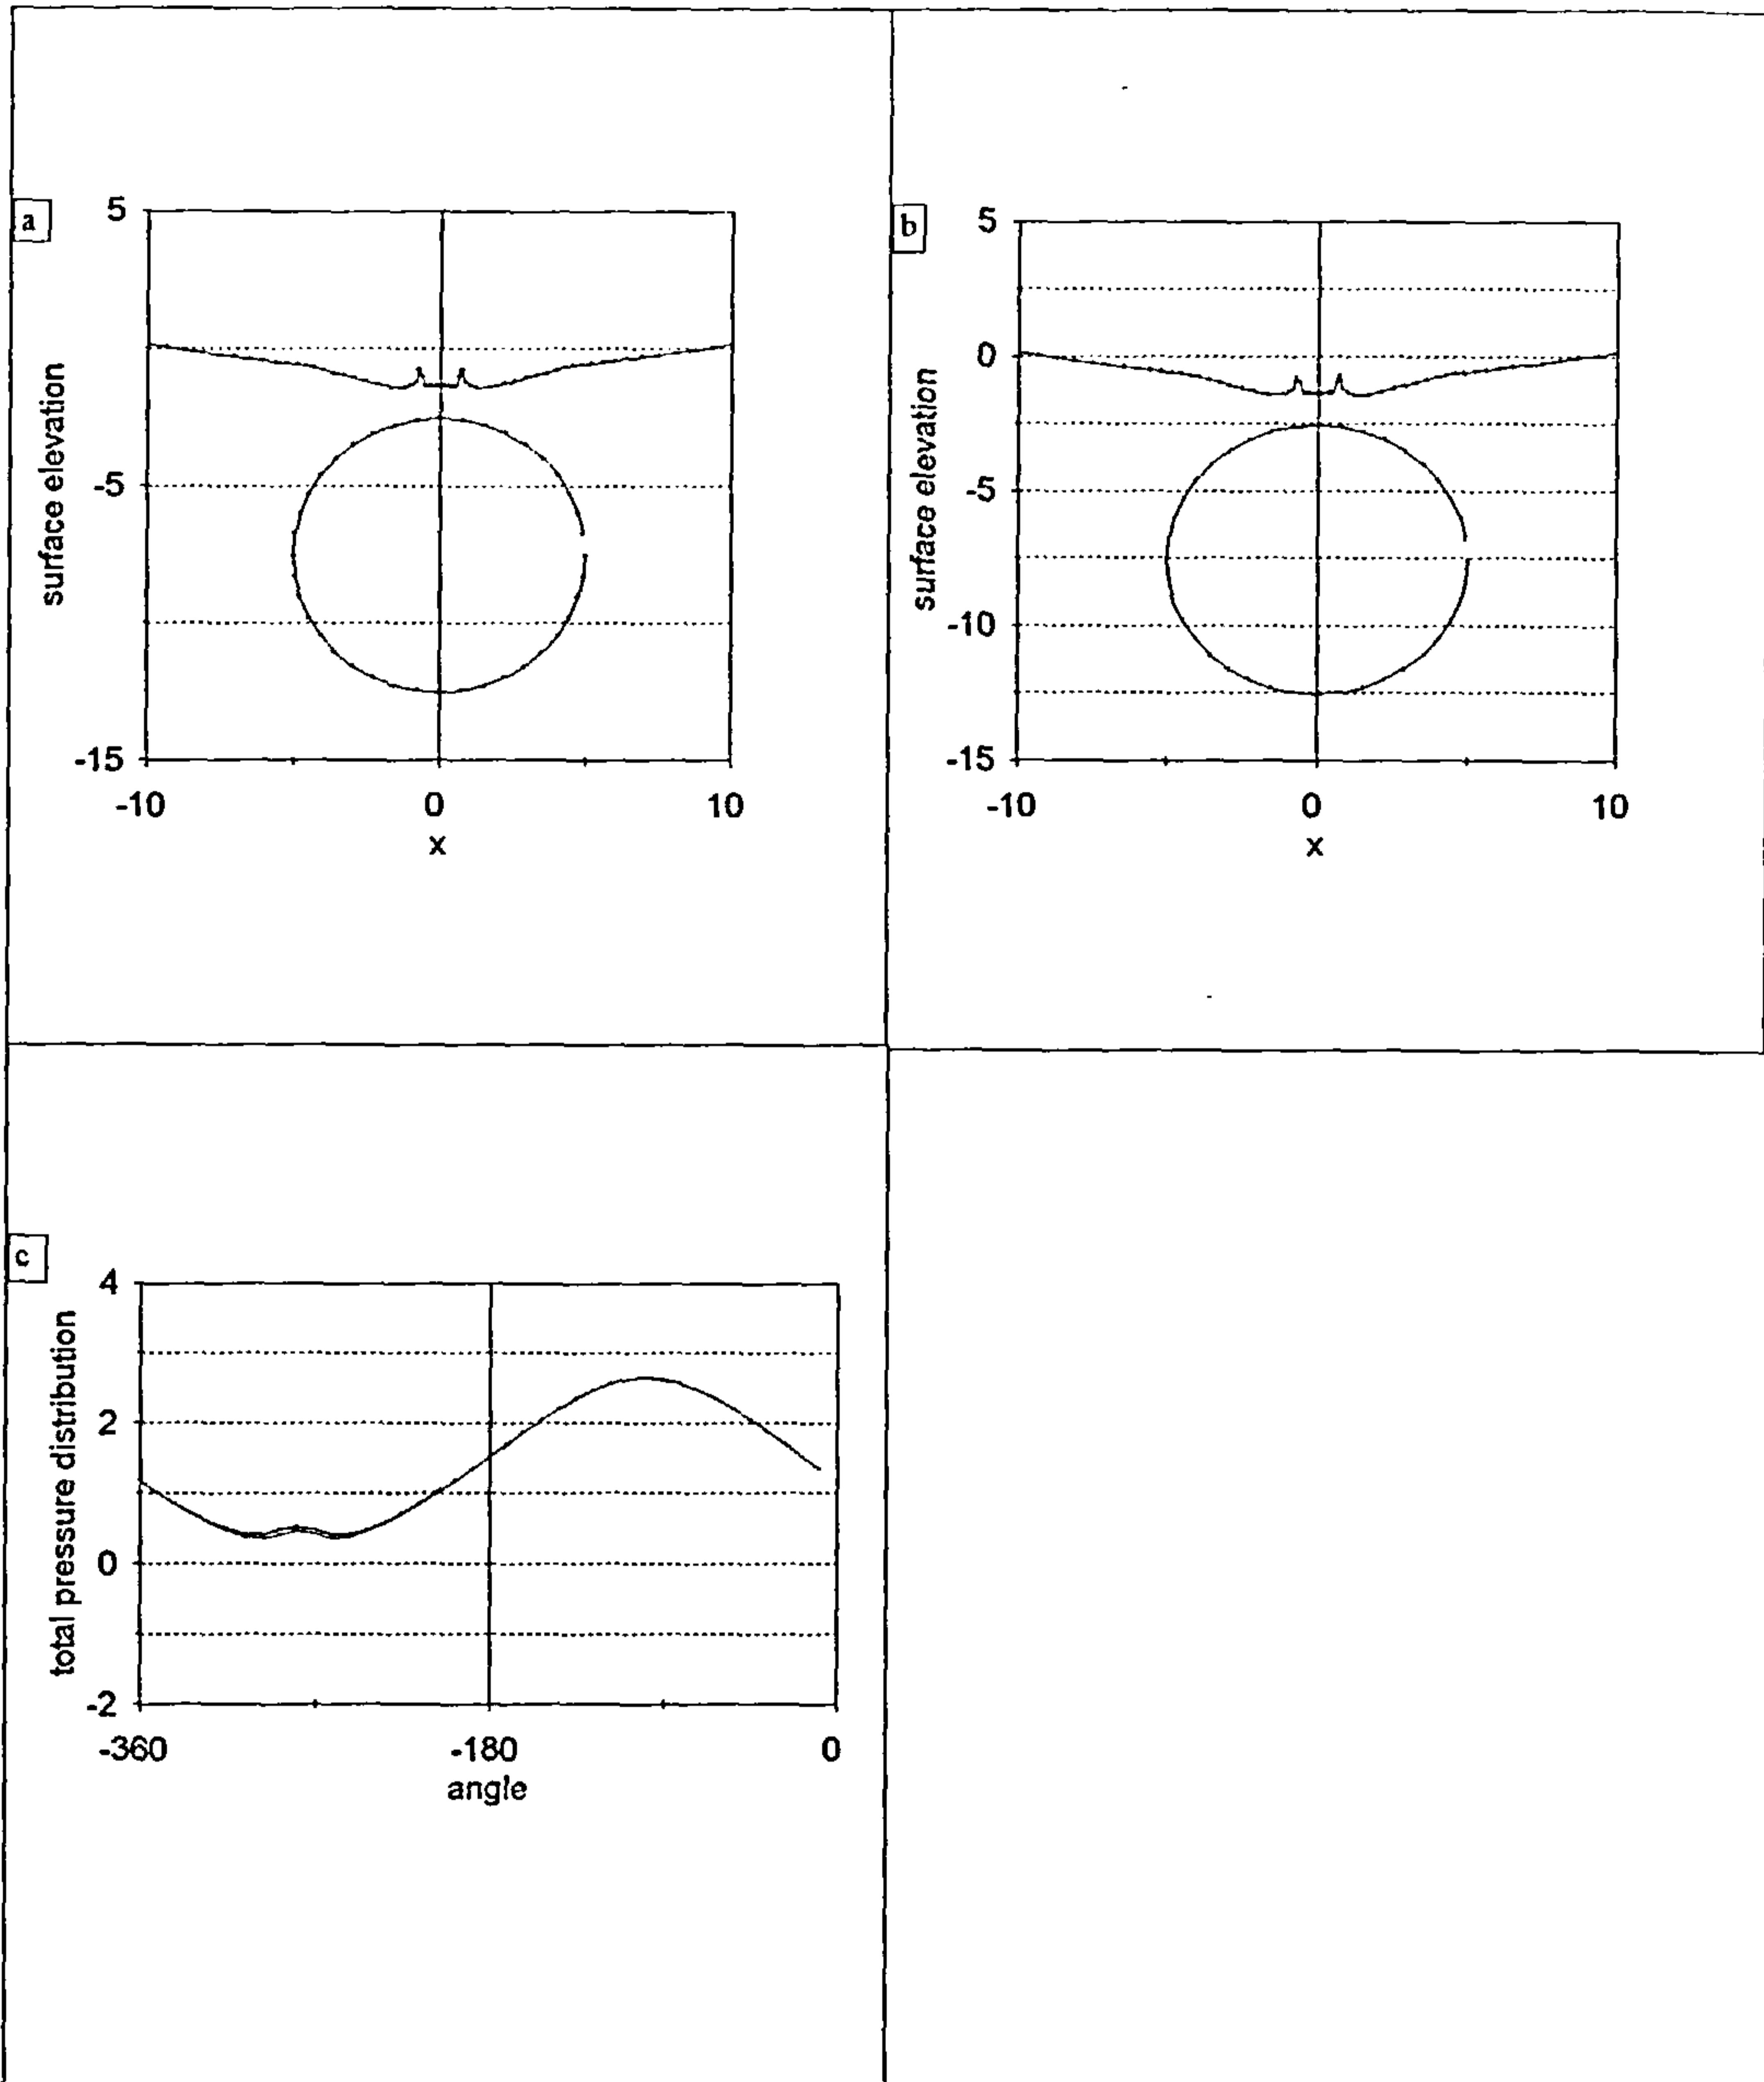 a
5
-5
-15
surface elevation
-10
0
10
x
b
5
0
-5
-10
-15
surface elevation
-10
0
10
x
c
4
2
0
-2
total pressure distribution
-360
-180
0
angle